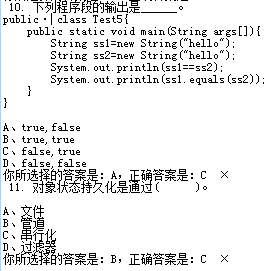 10. 下列程序段的输出是______。
public class Test5{
public static void main(String args[]){
String ss1=new String("hello");
String ss2=new String("hello");
System.out.println(ss1==ss2);
System.out.println(ss1.equals(ss2));
}
}
A、true,false
B、true,true
C、false,true
D、false,false
你所选择的答案是：A，正确答案是：C ×
11. 对象状态持久化是通过( )。
A、文件
B、管道
C、串行化
D、过滤器
你所选择的答案是：B，正确答案是：C ×